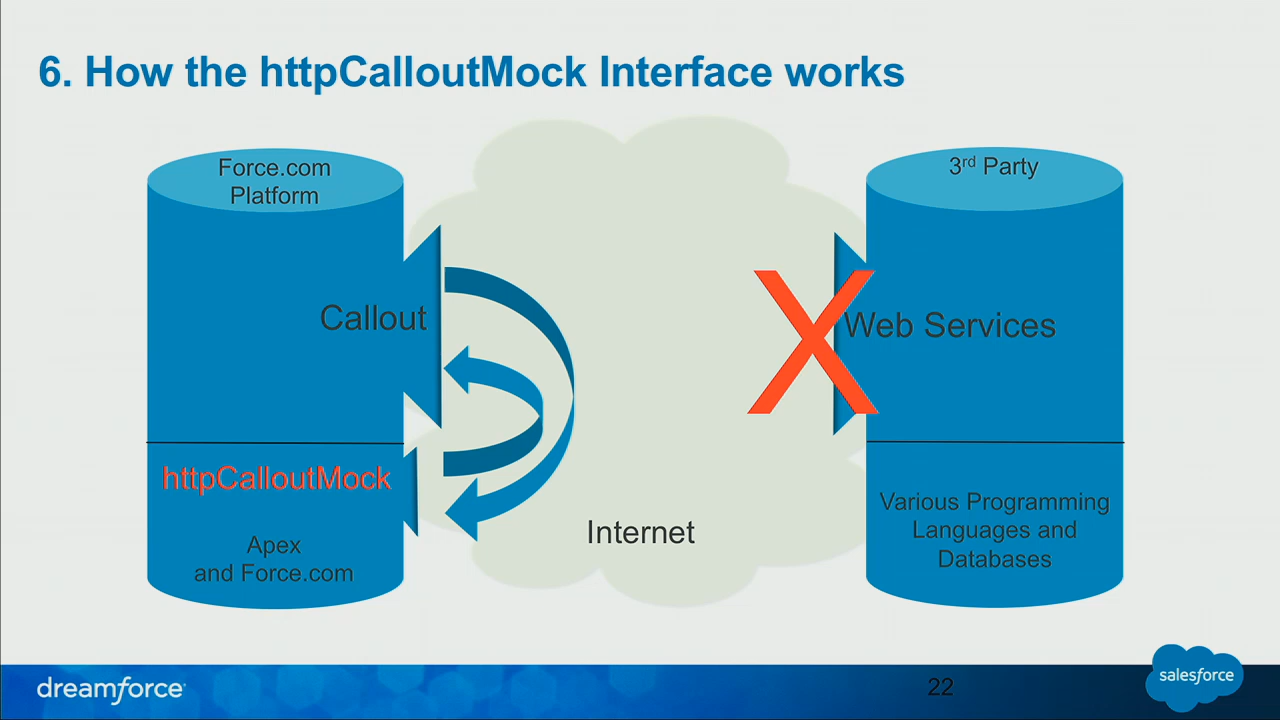 6. How the httpCalloutMock Interface works
Force.com
Platform
3rd Party
Callout
Web Services
httpCalloutMock
Apex
and Force.com
Internet
Various Programming
Languages and
Databases
dreamforce
22
salesforce